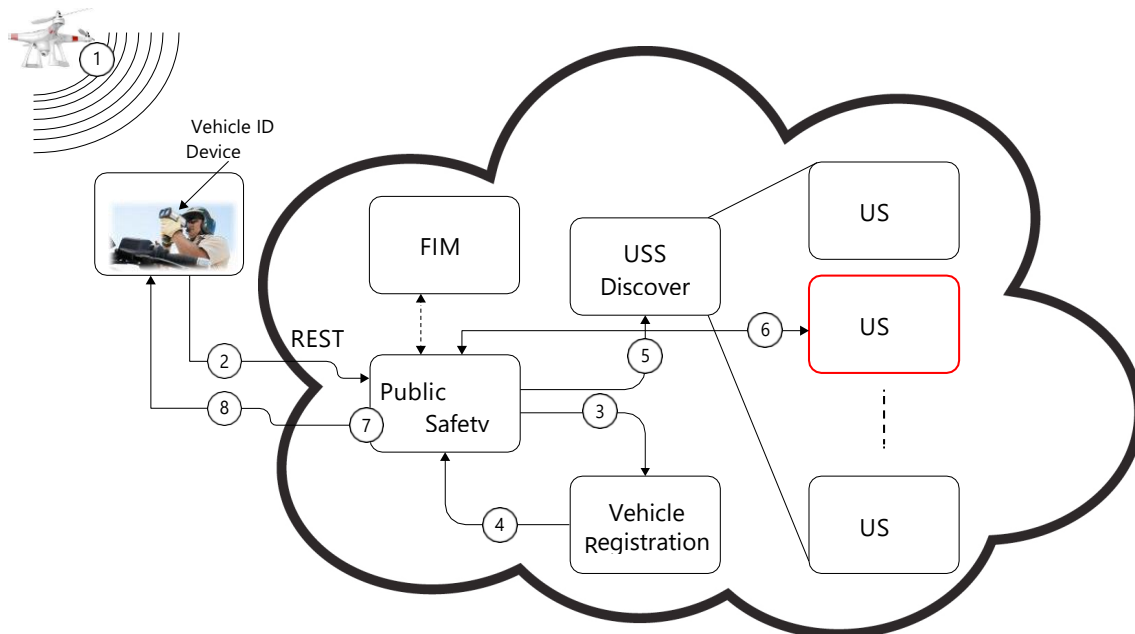 1
Vehicle ID
Device
FIM
USS
Discover
US
US
US
REST
2
8
Public
Safety
7
3
4
5
6
Vehicle
Registration